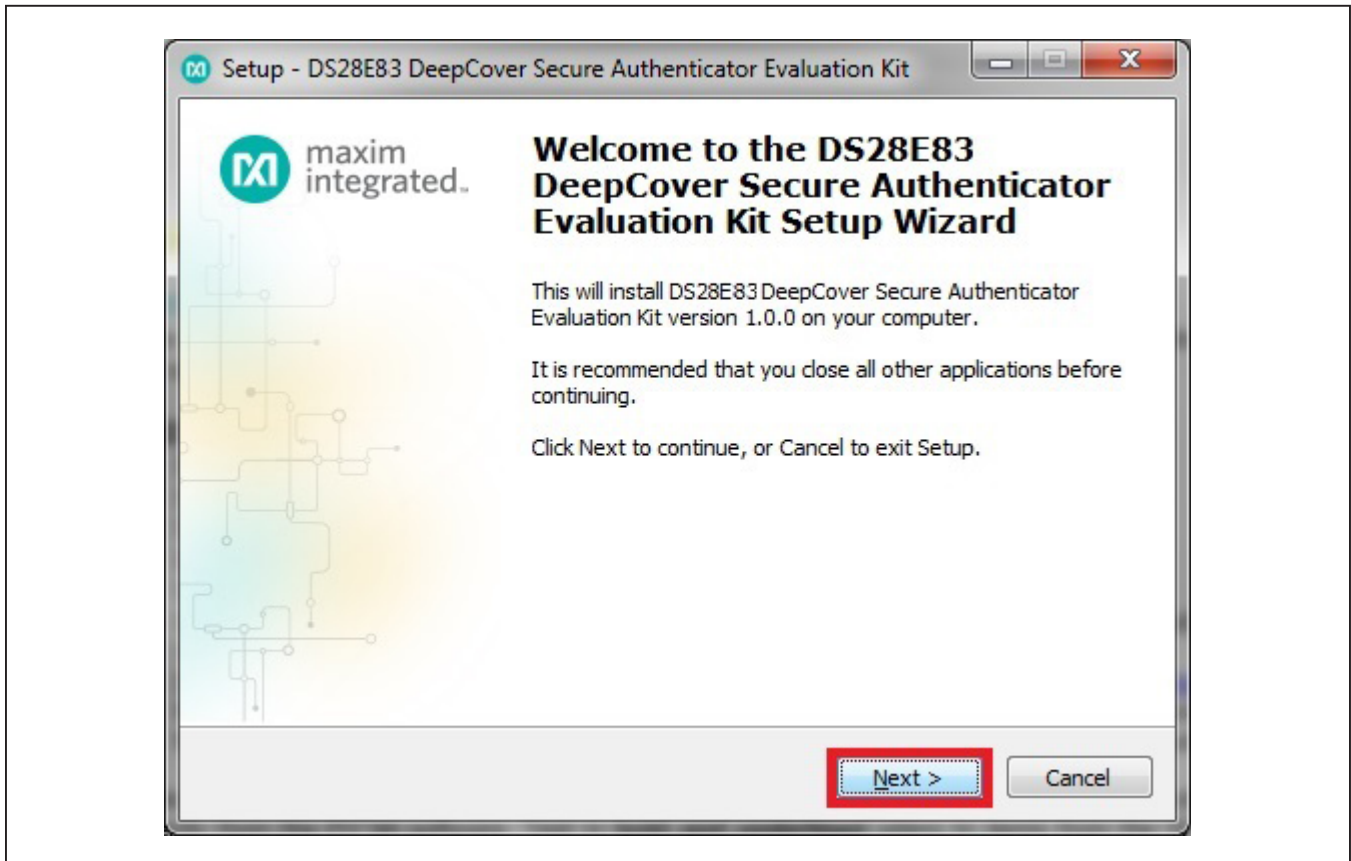 Setup - DS28E83 DeepCover Secure Authenticator Evaluation Kit
maxim
integrated™
Welcome to the DS28E83
DeepCover Secure Authenticator
Evaluation Kit Setup Wizard
This will install DS28E83 DeepCover Secure Authenticator
Evaluation Kit version 1.0.0 on your computer.
It is recommended that you close all other applications before
continuing.
Click Next to continue, or Cancel to exit Setup.
Next >
Cancel